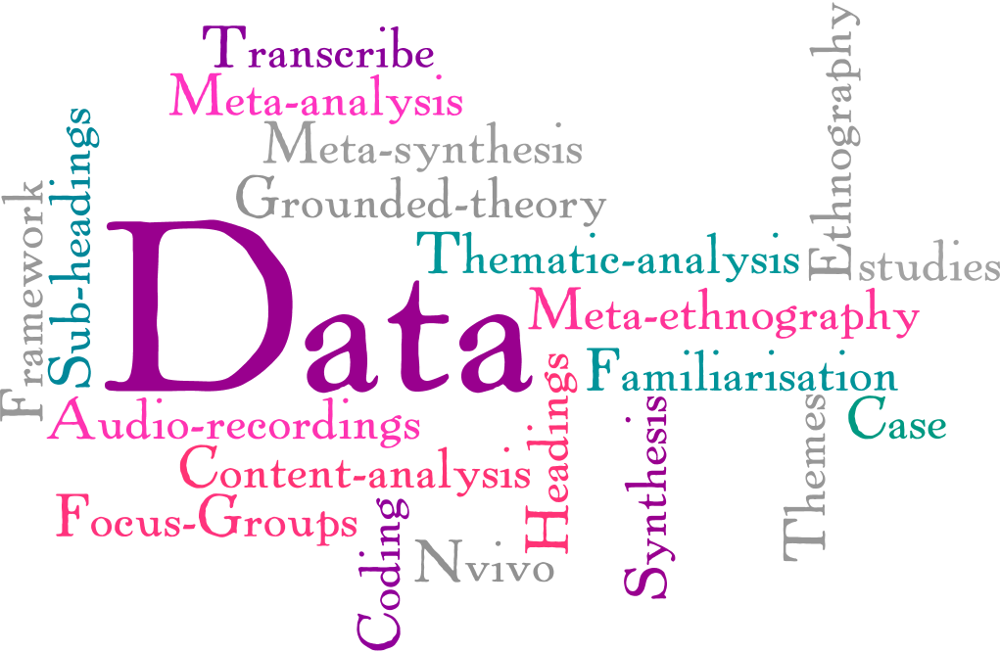 Transcribe
Meta-analysis
Meta-synthesis
Grounded-theory
Ethnography
Framework
Sub-headings
Data
Thematic-analysis
studies
Meta-ethnography
Familiarisation
Audio-recordings
Case
Content-analysis
Headings
Synthesis
Themes
Focus-Groups
Coding
Nvivo